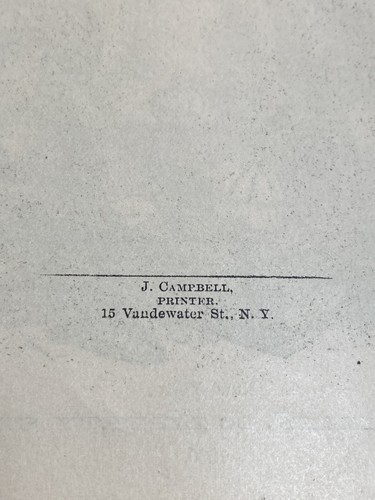 J. CAMPBELL,
PRINTER.
15 Vandewater St., N. Y.